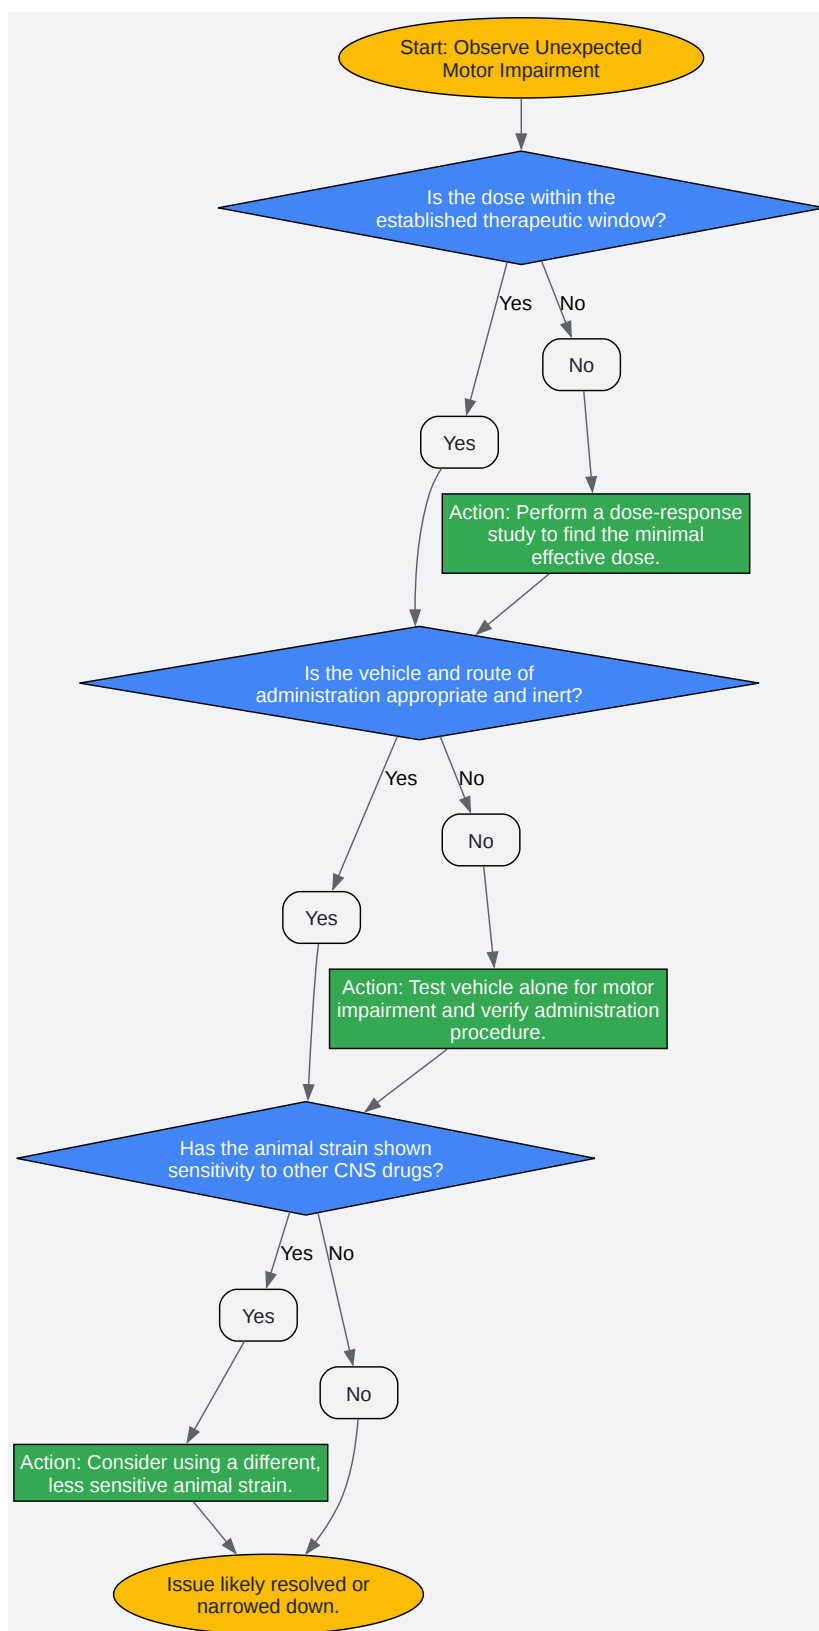 Start: Observe Unexpected
Motor Impairment
Is the dose within the
established therapeutic window?
Yes
No
No
Yes
Action: Perform a dose-response
study to find the minimal
effective dose.
Is the vehicle and route of
administration appropriate and inert?
Yes
No
No
Yes
Action: Test vehicle alone for motor
impairment and verify administration
procedure.
Has the animal strain shown
sensitivity to other CNS drugs?
Yes
No
Yes
No
Action: Consider using a different,
less sensitive animal strain.
Issue likely resolved or
narrowed down.